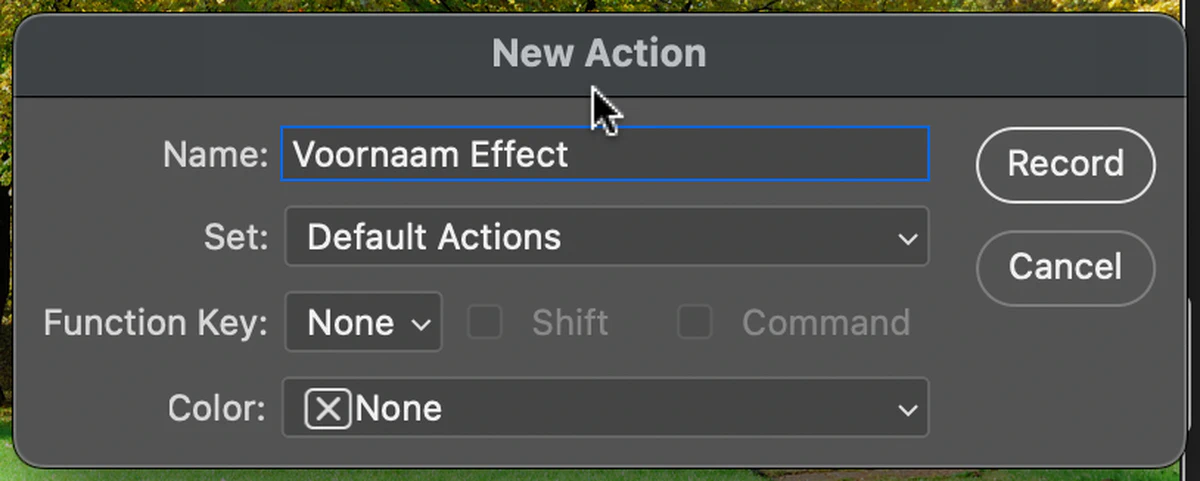 New Action
Name: Voornaam Effect
Record
Set: Default Actions
Cancel
Function Key: None Shift Command
Color: None